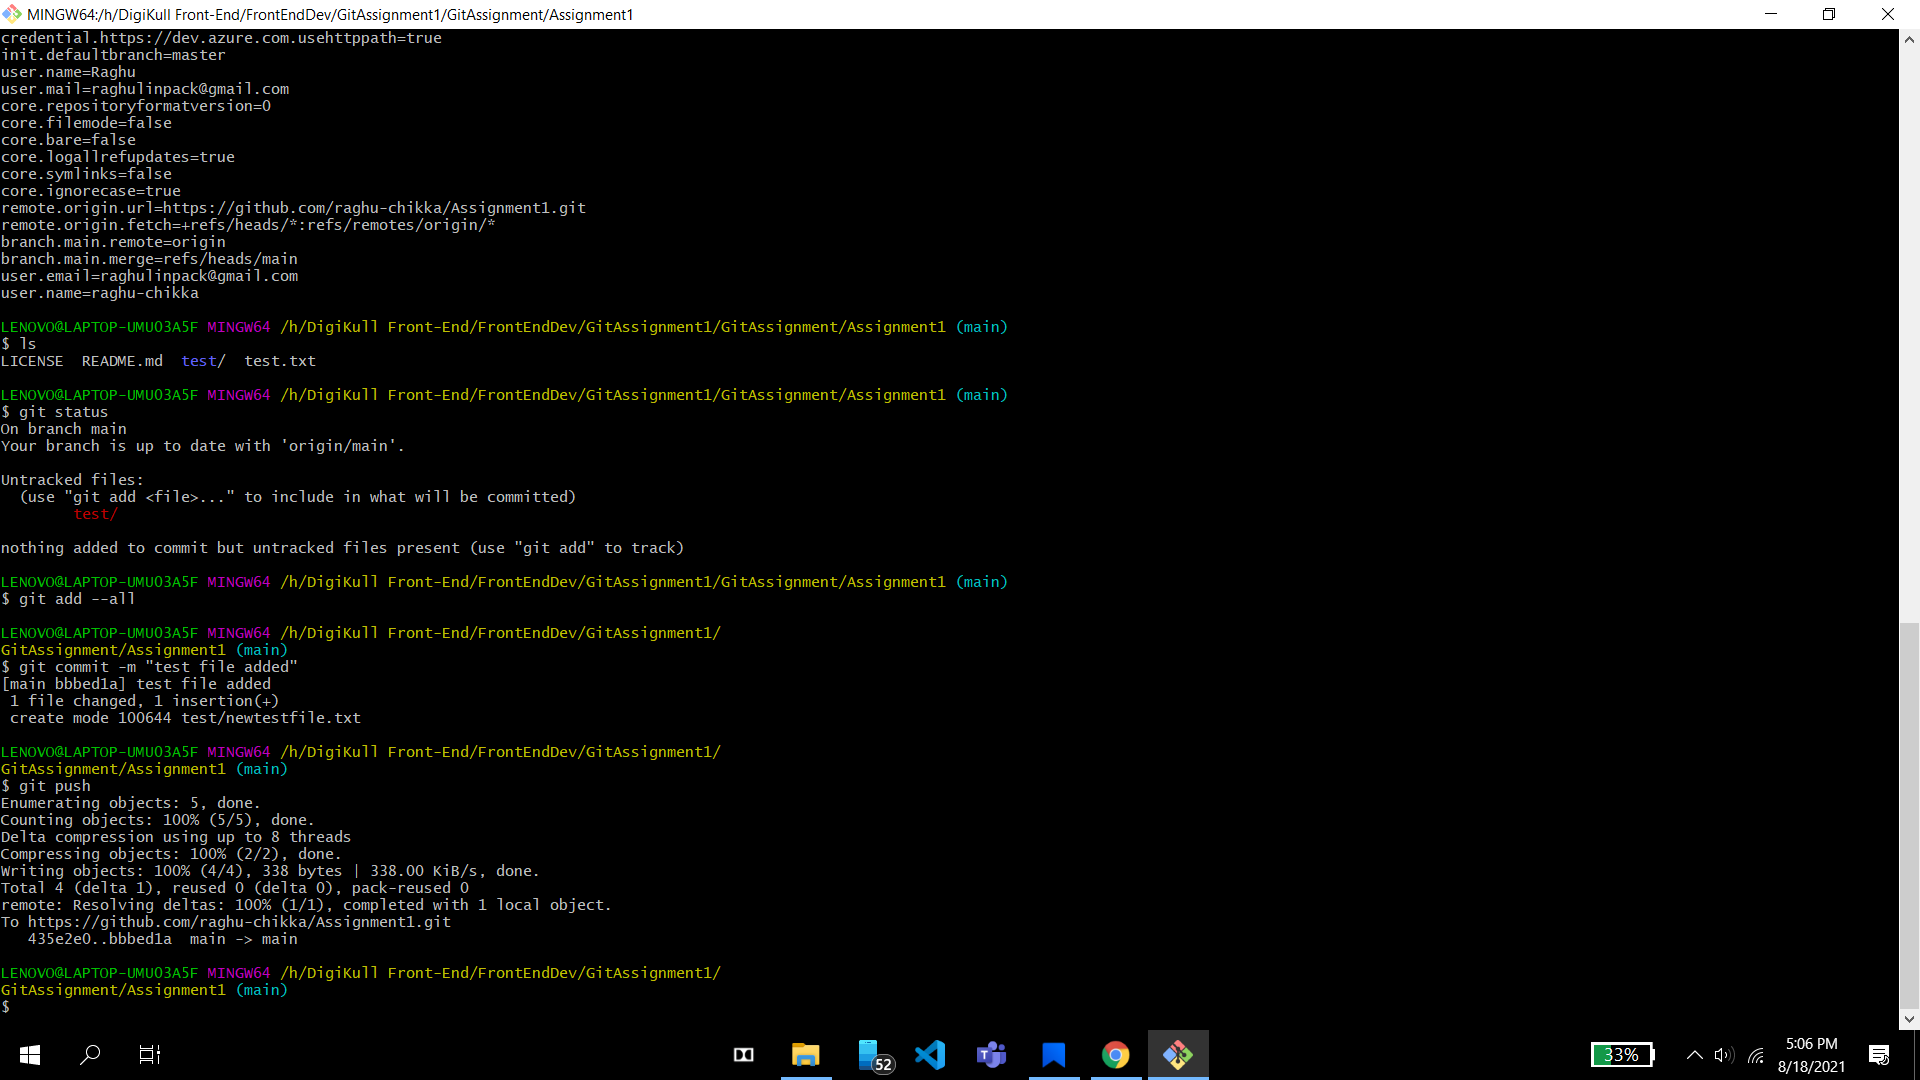 MINGW64:/h/DigiKull Front-End/FrontEndDev/GitAssignment1/GitAssignment/Assignment1
credential.https://dev.azure.com.usehttppath=true
init.defaultbranch=master
user.name=Raghu
user.mail=raghulinpack@gmail.com
core.repositoryformatversion=0
core.filemode=false
core.bare=false
core.logallrefupdates=true
core.symlinks=false
core.ignorecase=true
remote.origin.url=https://github.com/raghu-chikka/Assignment1.git
remote.origin.fetch=+refs/heads/*:refs/remotes/origin/*
branch.main.remote=origin
branch.main.merge=refs/heads/main
user.email=raghulinpack@gmail.com
user.name=raghu-chikka
LENOVO@LAPTOP-UMUO3A5F MINGW64 /h/DigiKull Front-End/FrontEndDev/GitAssignment1/GitAssignment/Assignment1 (main)
$ ls
LICENSE  README.md  test/  test.txt
LENOVO@LAPTOP-UMUO3A5F MINGW64 /h/DigiKull Front-End/FrontEndDev/GitAssignment1/GitAssignment/Assignment1 (main)
$ git status
On branch main
Your branch is up to date with 'origin/main'.
Untracked files:
  (use "git add <file>..." to include in what will be committed)
        test/
nothing added to commit but untracked files present (use "git add" to track)
LENOVO@LAPTOP-UMUO3A5F MINGW64 /h/DigiKull Front-End/FrontEndDev/GitAssignment1/GitAssignment/Assignment1 (main)
$ git add --all
LENOVO@LAPTOP-UMUO3A5F MINGW64 /h/DigiKull Front-End/FrontEndDev/GitAssignment1/
GitAssignment/Assignment1 (main)
$ git commit -m "test file added"
[main bbbed1a] test file added
 1 file changed, 1 insertion(+)
 create mode 100644 test/newtestfile.txt
LENOVO@LAPTOP-UMUO3A5F MINGW64 /h/DigiKull Front-End/FrontEndDev/GitAssignment1/
GitAssignment/Assignment1 (main)
$ git push
Enumerating objects: 5, done.
Counting objects: 100% (5/5), done.
Delta compression using up to 8 threads
Compressing objects: 100% (2/2), done.
Writing objects: 100% (4/4), 338 bytes | 338.00 KiB/s, done.
Total 4 (delta 1), reused 0 (delta 0), pack-reused 0
remote: Resolving deltas: 100% (1/1), completed with 1 local object.
To https://github.com/raghu-chikka/Assignment1.git
   435e2e0..bbbed1a  main -> main
LENOVO@LAPTOP-UMUO3A5F MINGW64 /h/DigiKull Front-End/FrontEndDev/GitAssignment1/
GitAssignment/Assignment1 (main)
$
52
33%
5:06 PM
8/18/2021